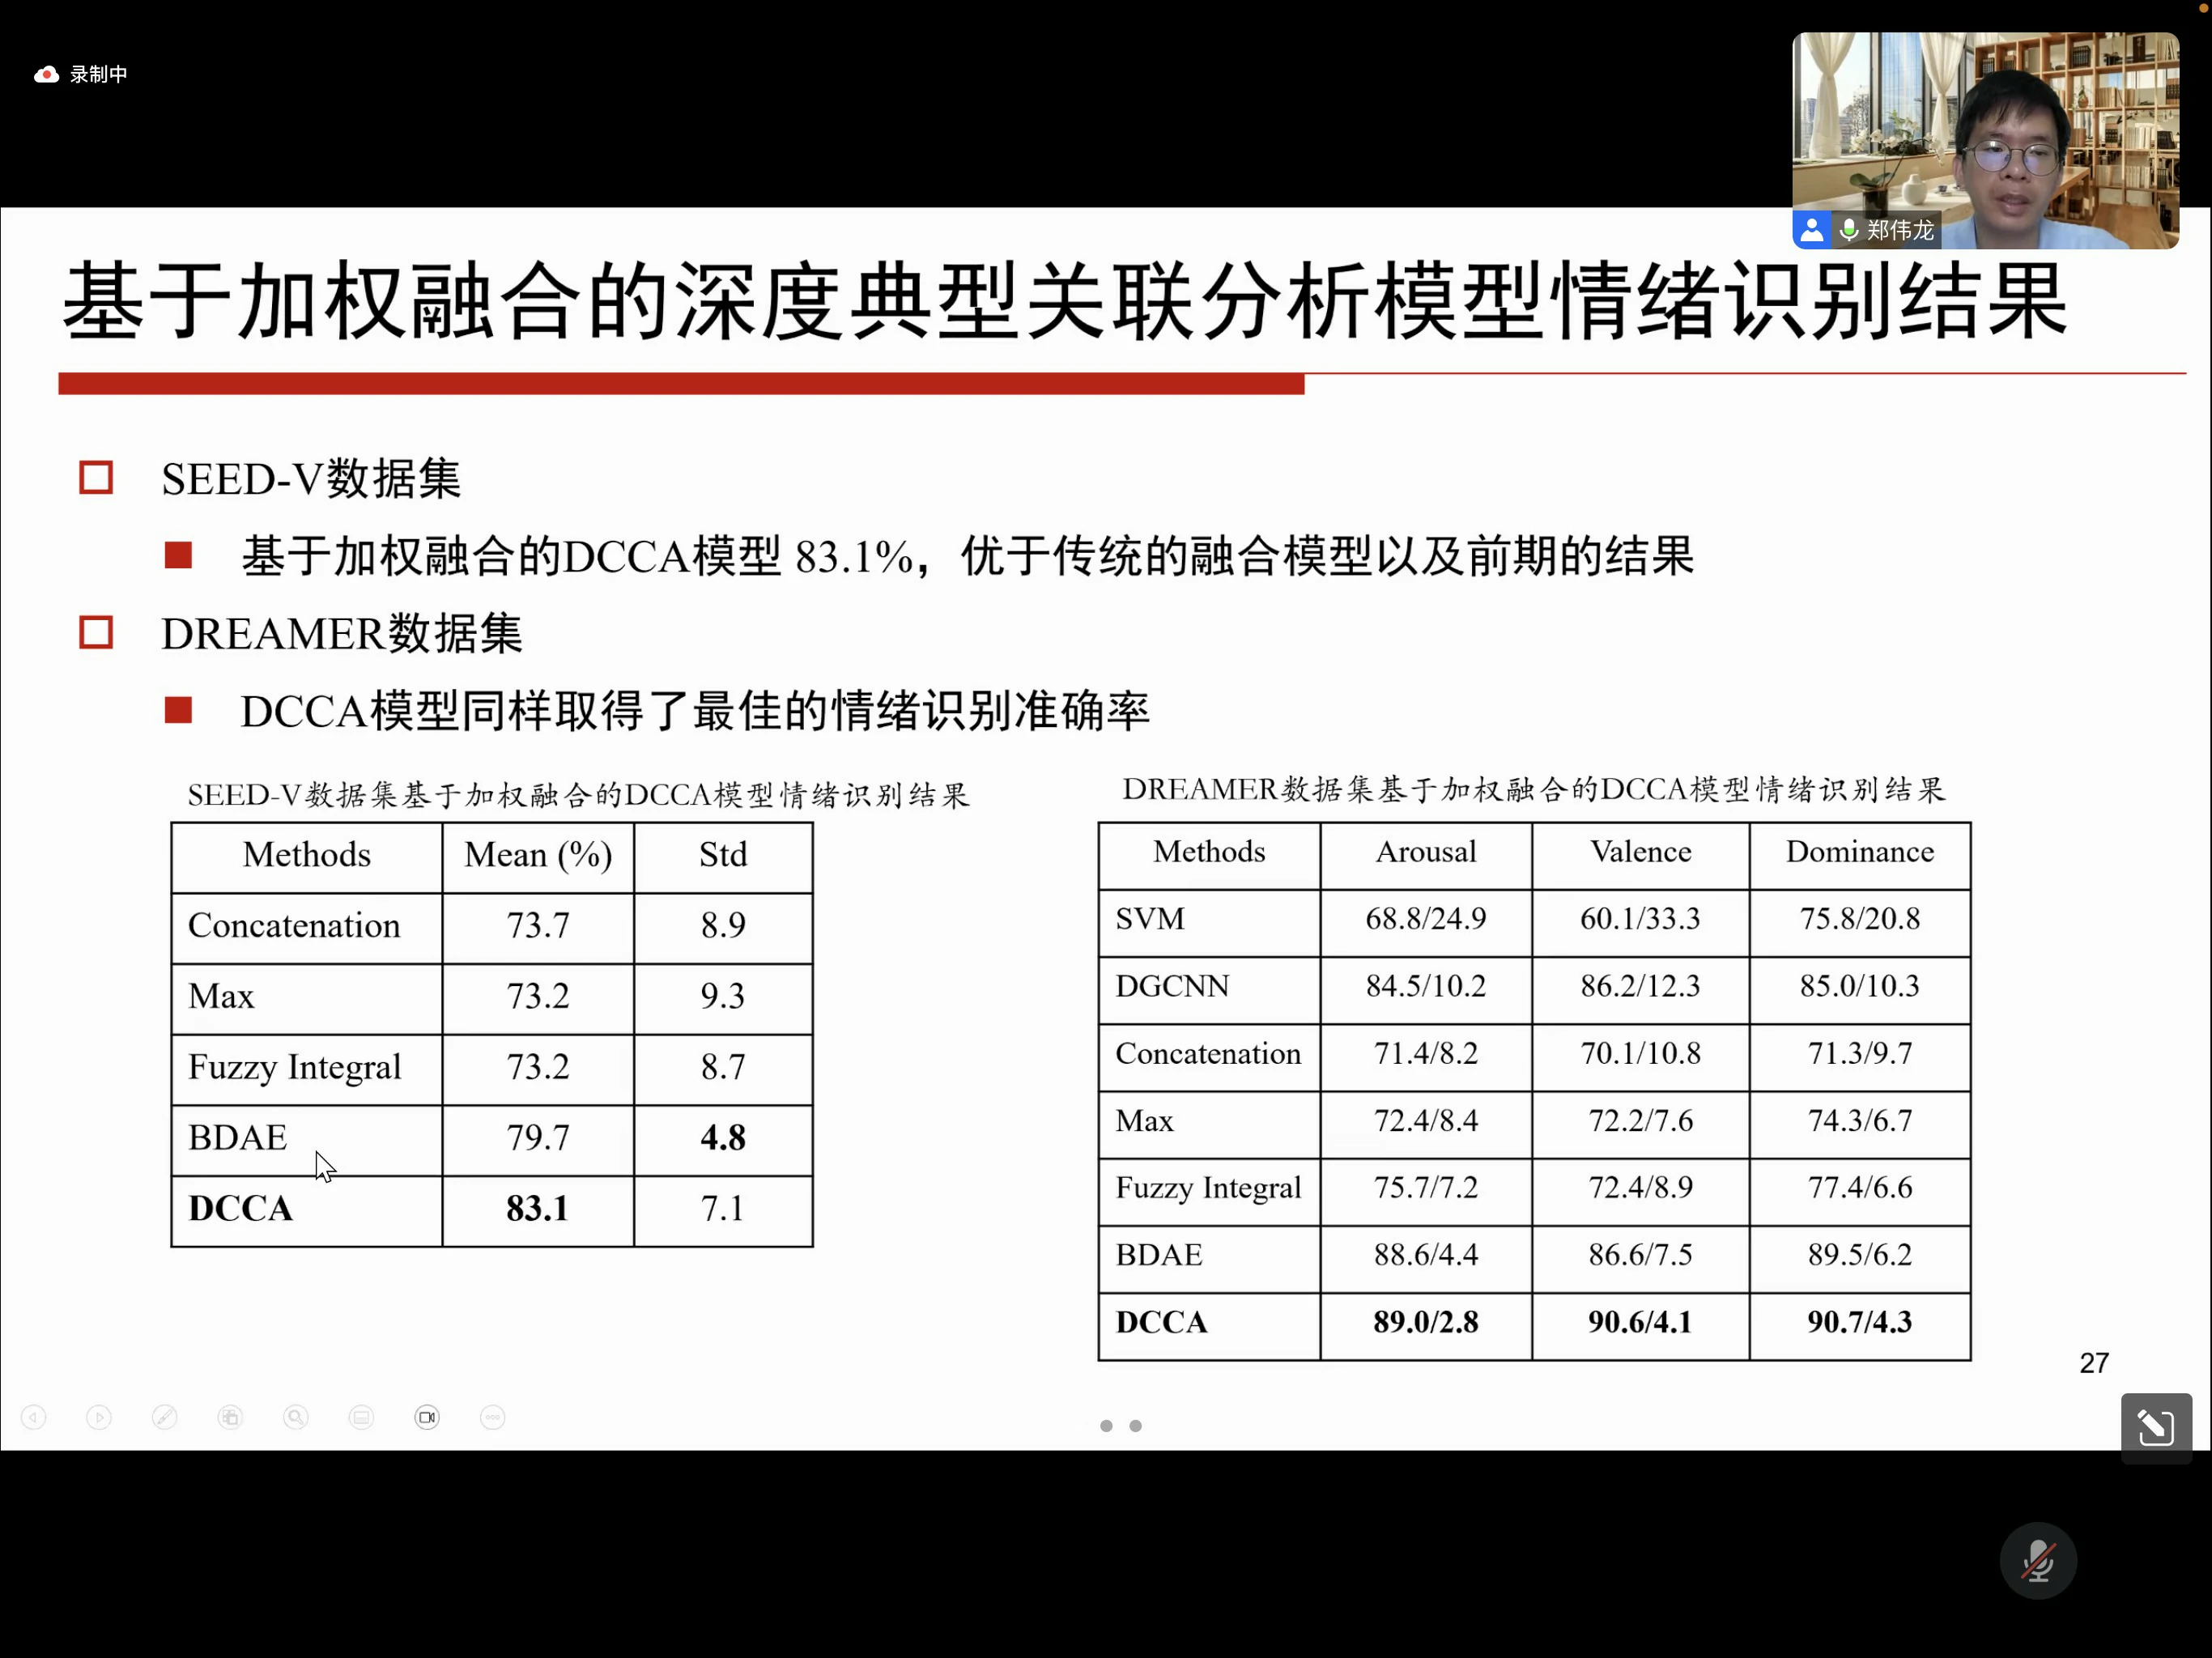 录制中
郑伟龙
基于加权融合的深度典型关联分析模型情绪识别结果
SEED-V数据集
基于加权融合的DCCA模型 83.1%，优于传统的融合模型以及前期的结果
DREAMER数据集
DCCA模型同样取得了最佳的情绪识别准确率
SEED-V数据集基于加权融合的DCCA模型情绪识别结果
Methods Mean (%) Std
Concatenation 73.7 8.9
Max 73.2 9.3
Fuzzy Integral 73.2 8.7
BDAE 79.7 4.8
DCCA 83.1 7.1
DREAMER数据集基于加权融合的DCCA模型情绪识别结果
Methods Arousal Valence Dominance
SVM 68.8/24.9 60.1/33.3 75.8/20.8
DGCNN 84.5/10.2 86.2/12.3 85.0/10.3
Concatenation 71.4/8.2 70.1/10.8 71.3/9.7
Max 72.4/8.4 72.2/7.6 74.3/6.7
Fuzzy Integral 75.7/7.2 72.4/8.9 77.4/6.6
BDAE 88.6/4.4 86.6/7.5 89.5/6.2
DCCA 89.0/2.8 90.6/4.1 90.7/4.3
27